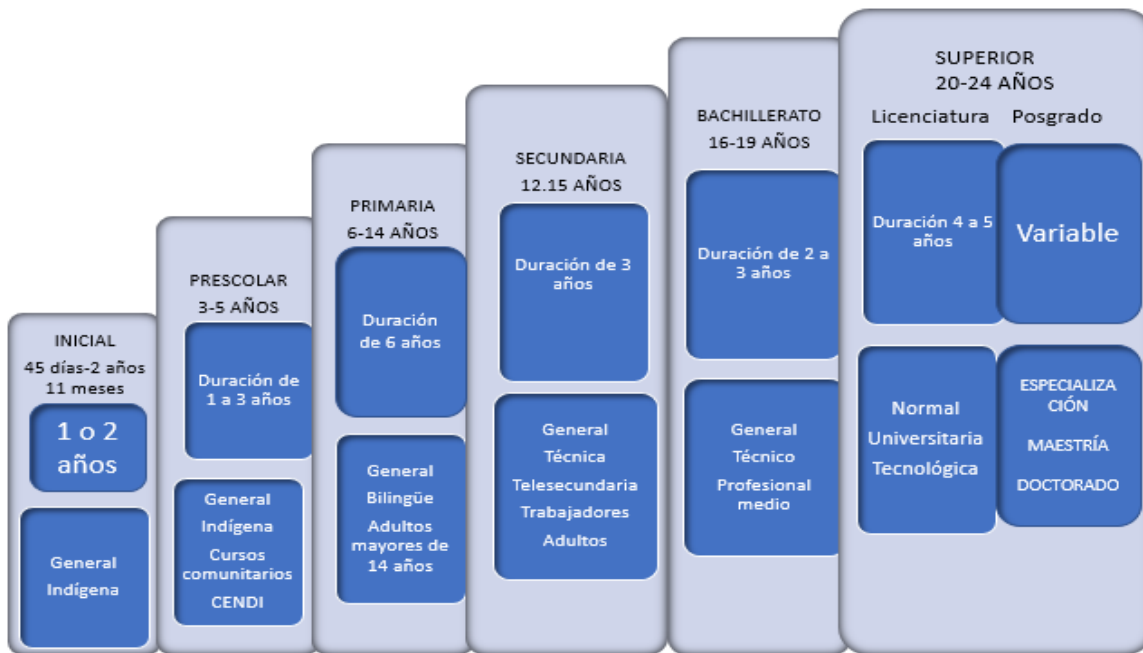 INICIAL
45 días-2 años
11 meses
1 o 2
años
General
Indígena
PRESCOLAR
3-5 AÑOS
Duración de
1 a 3 años
General
Indígena
Cursos
comunitarios
CENDI
PRIMARIA
6-14 AÑOS
Duración
de 6 años
General
Bilingüe
Adultos
mayores de
14 años
SECUNDARIA
12.15 AÑOS
Duración de 3
años
General
Técnica
Telesecundaria
Trabajadores
Adultos
BACHILLERATO
16-19 AÑOS
Duración de 2 a
3 años
General
Técnico
Profesional
medio
SUPERIOR
20-24 AÑOS
Licenciatura
Duración 4 a 5
años
Normal
Universitaria
Tecnológica
Posgrado
Variable
ESPECIALIZA
CIÓN
MAESTRÍA
DOCTORADO